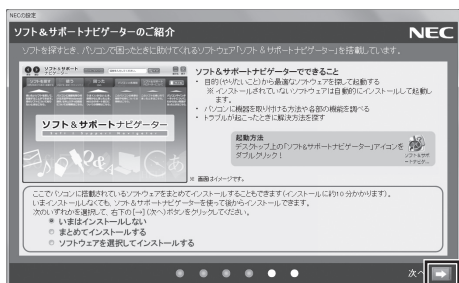 NECの設定
ソフト&サポートナビゲーターのご紹介
NEC
ソフトを探すとき、パソコンで困ったときに助けてくれるソフトウェア「ソフト&サポートナビゲーター」を搭載しています。
ソフト&サポートナビゲーター
ソフト&サポートナビゲーターでできること
・ 目的(やりたいこと)から最適なソフトウェアを探して起動する
※ インストールされていないソフトウェアは自動的にインストールして起動します。
・ パソコンに機器を取り付ける方法や各部の機能を調べる
・ トラブルが起こったときに解決方法を探す
起動方法
デスクトップ上の「ソフト&サポートナビゲーター」アイコンを
ダブルクリック!
ソフト&サポ
ートナビゲ...
※ 画面はイメージです。
ここでパソコンに搭載されているソフトウェアをまとめてインストールすることもできます(インストールに約10分かかります)。
いまインストールしなくても、ソフト&サポートナビゲーターを使って後からインストールできます。
次のいずれかを選択して、右下の[→](次へ)ボタンをクリックしてください。
いまはインストールしない
まとめてインストールする
ソフトウェアを選択してインストールする
次へ